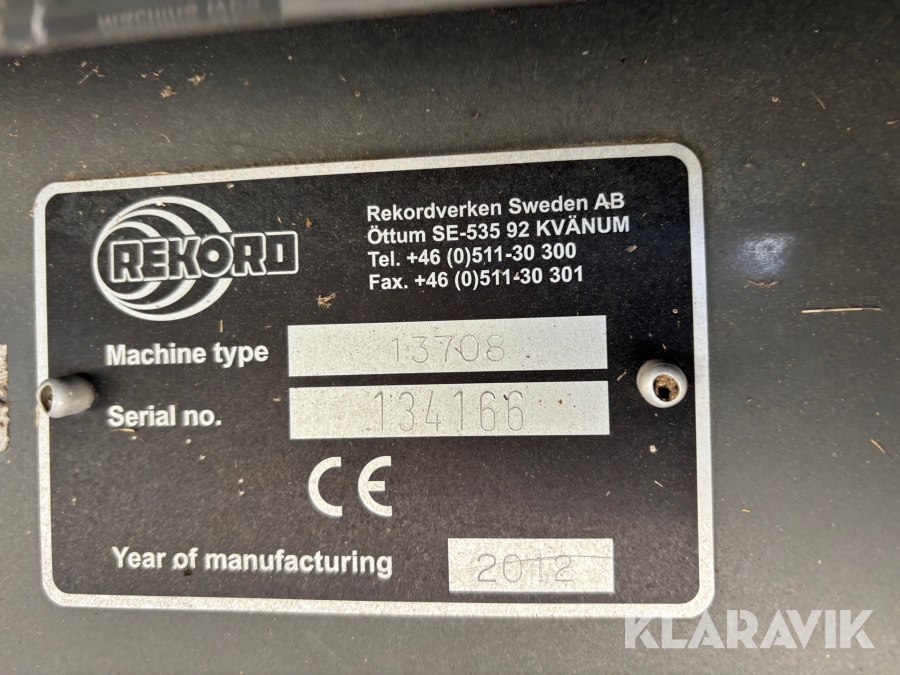 REKORD
Rekordverken Sweden AB
Öttum SE-535 92 KVÄNUM
Tel. +46 (0)511-30 300
Fax. +46 (0)511-30 301
Machine type 13708
Serial no. 134166
CE
Year of manufacturing 2012
KLARAVIK